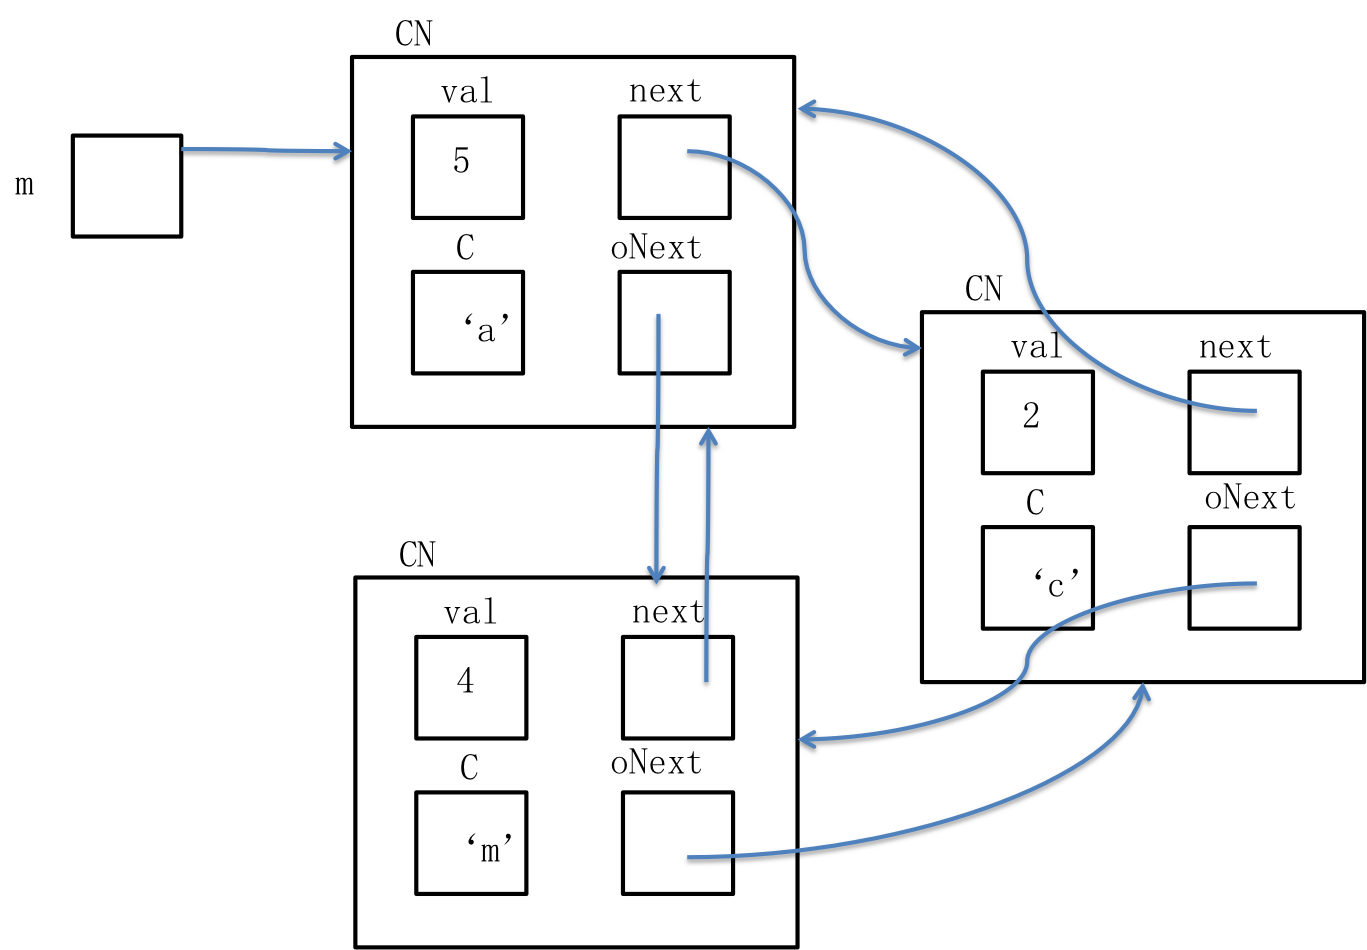 CN
val next
5
m
C oNext
‘a’
CN
val next
2
C oNext
‘c’
CN
val next
4
C oNext
‘m’